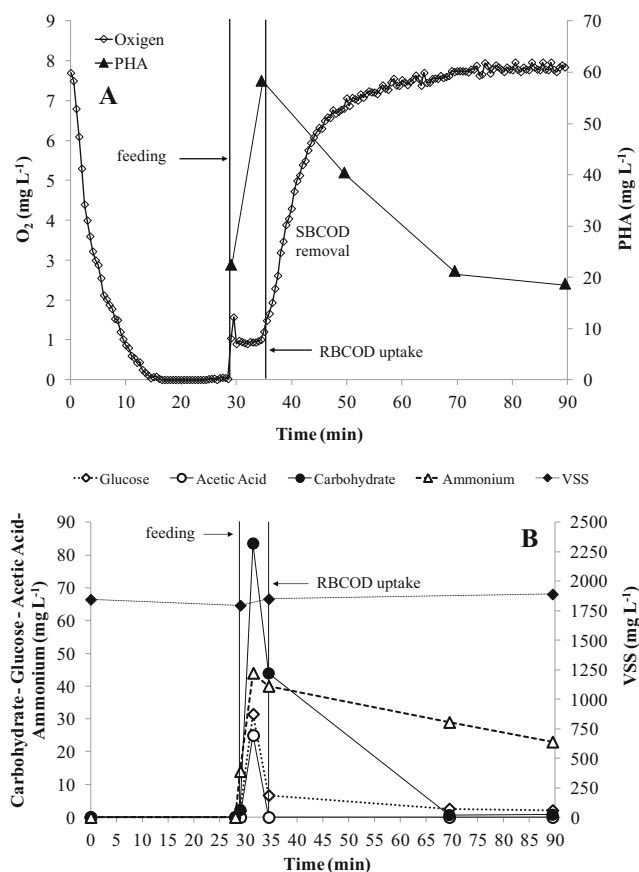 Oxigen
PHA
A
feeding
SBCOD
removal
RBCOD uptake
O₂ (mg L⁻¹)
9
8
7
6
5
4
3
2
1
0
PHA (mg L⁻¹)
70
60
50
40
30
20
10
0
0 10 20 30 40 50 60 70 80 90
Time (min)
Glucose Acetic Acid Carbohydrate Ammonium VSS
feeding
B
RBCOD uptake
Carbohydrate- Glucose - Acetic Acid-
Ammonium (mg L⁻¹)
90
80
70
60
50
40
30
20
10
0
VSS (mg L⁻¹)
2500
2250
2000
1750
1500
1250
1000
750
500
250
0
0 5 10 15 20 25 30 35 40 45 50 55 60 65 70 75 80 85 90
Time (min)